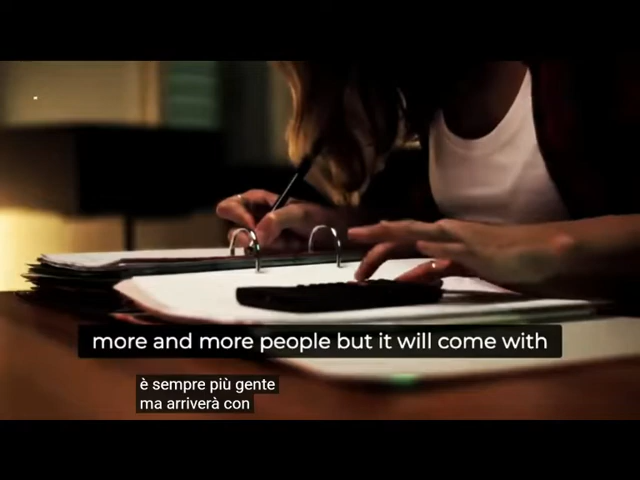 more and more people but it will come with
è sempre più gente
ma arriverà con